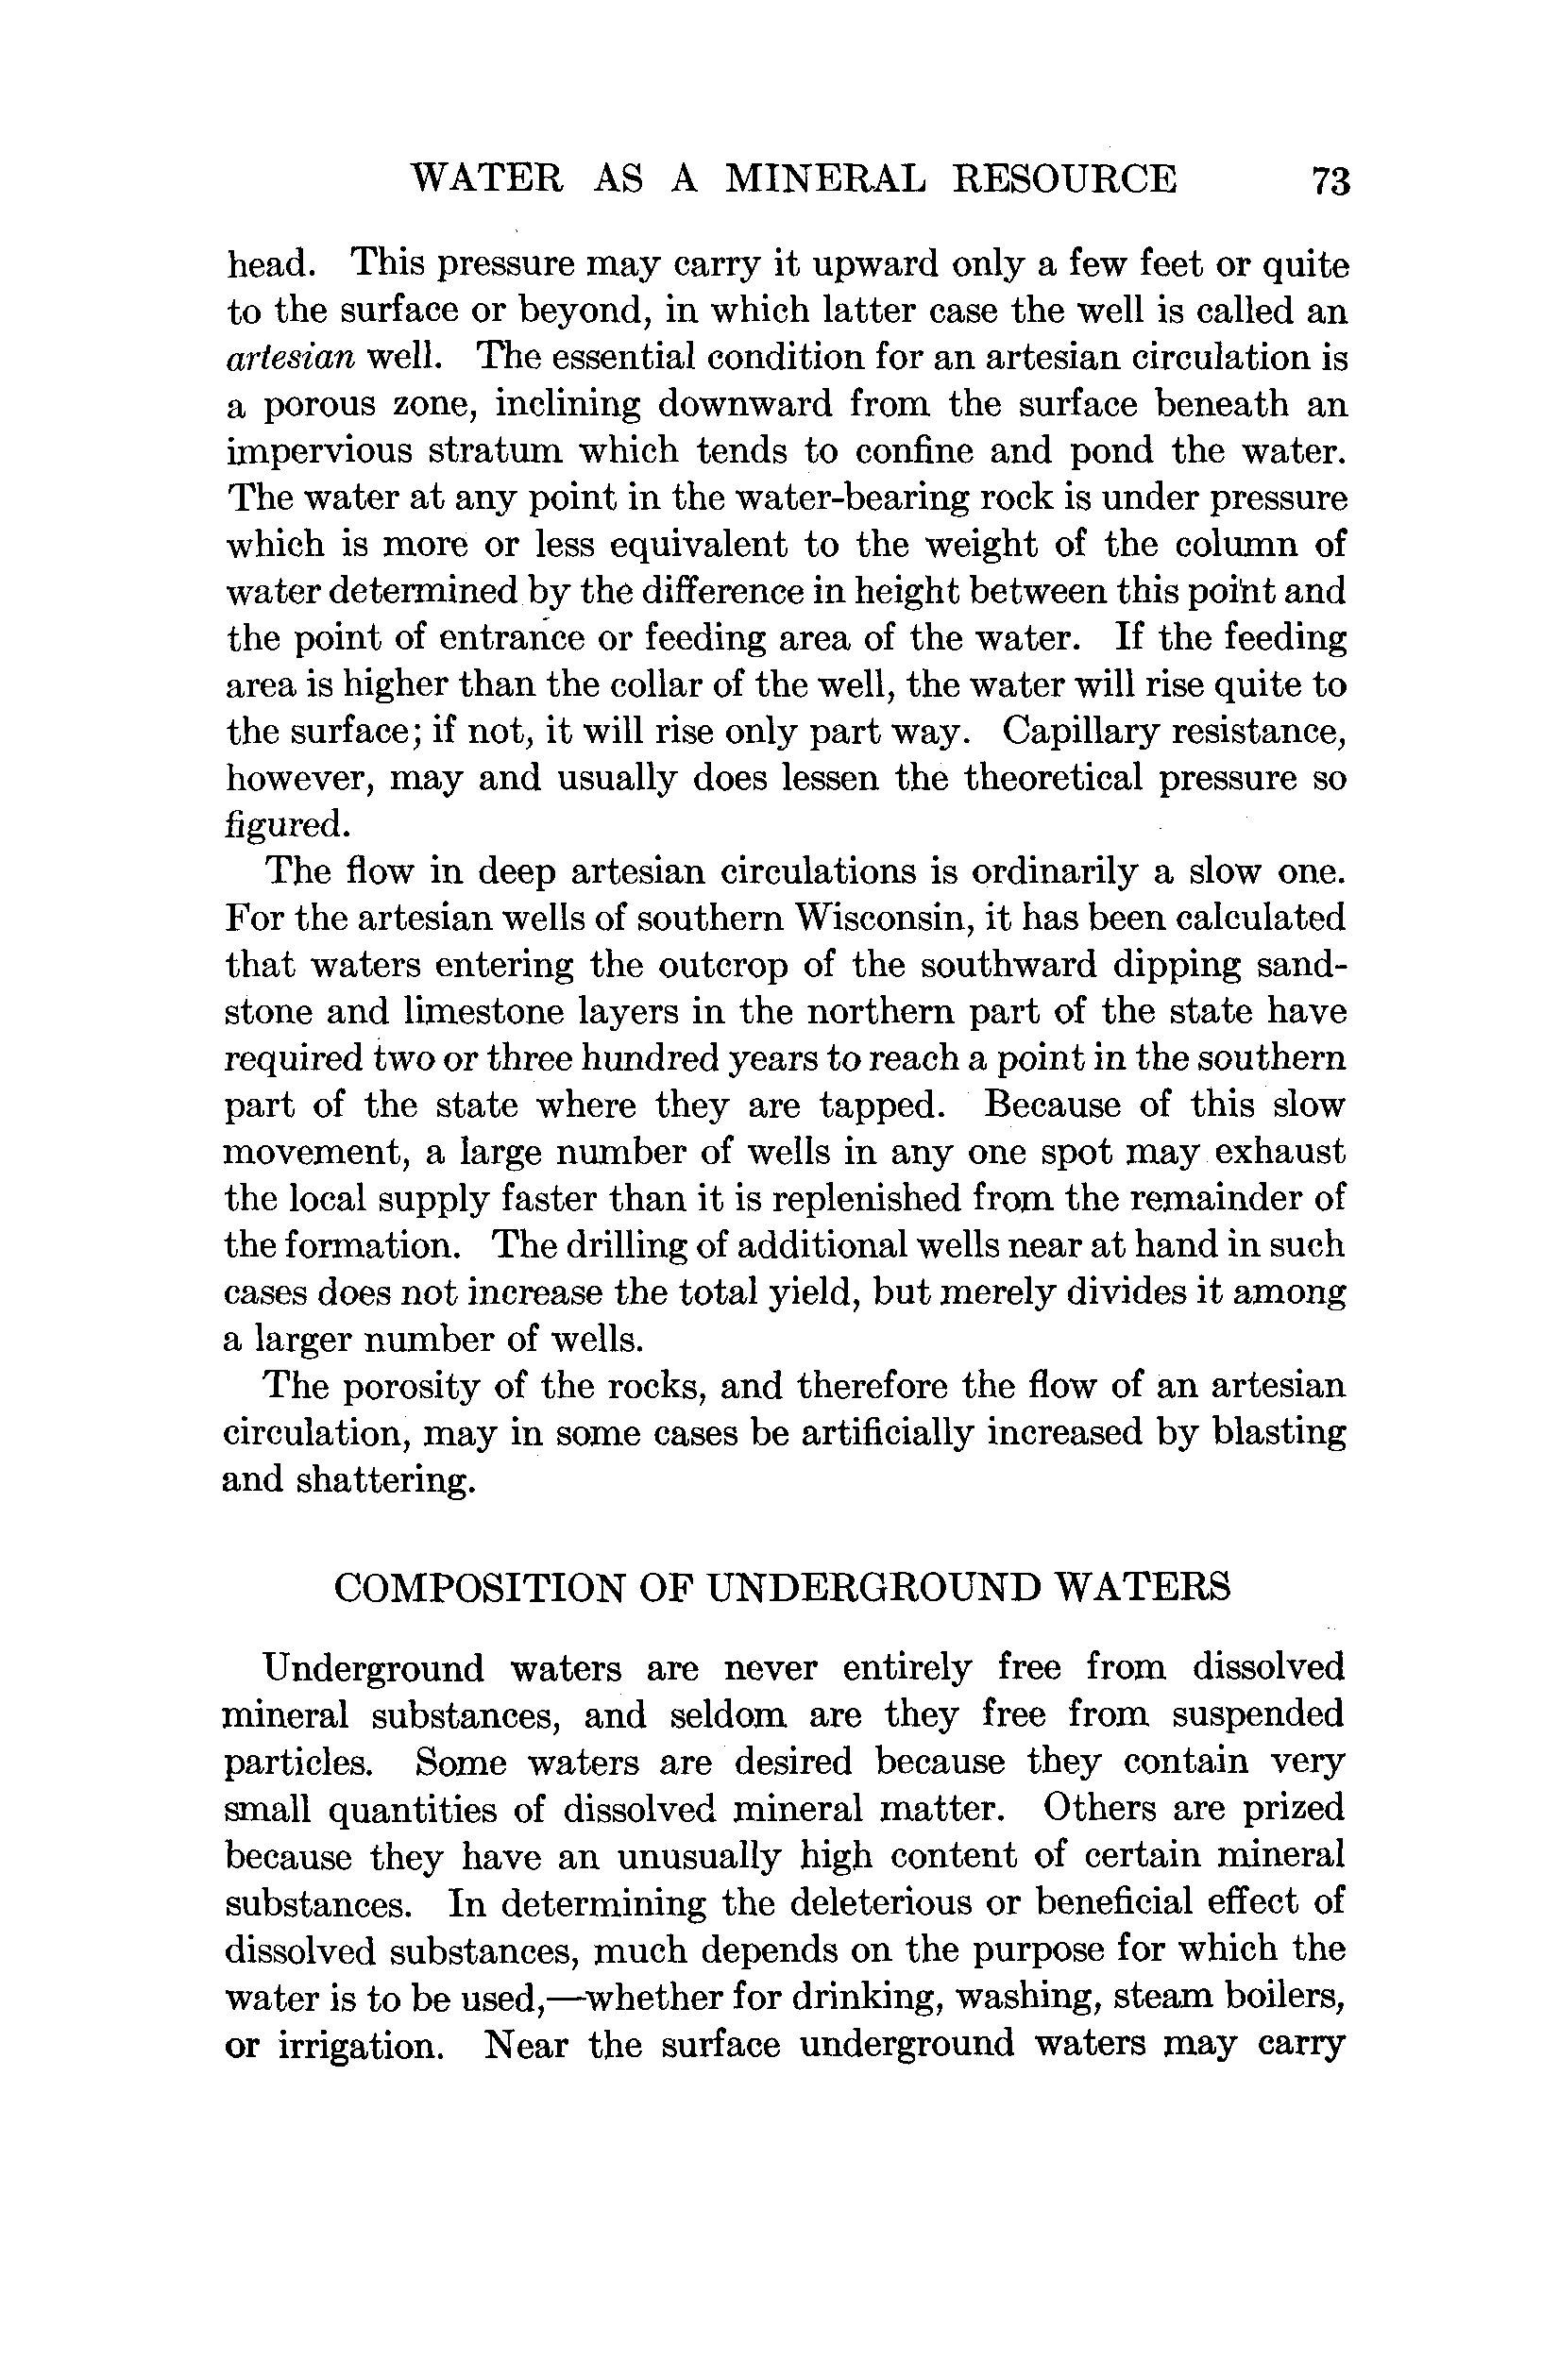 WATER AS A MINERAL RESOURCE 73
head. This pressure may carry it upward only a few feet or quite
to the surface or beyond, in which latter case the well is called an
artesian well. The essential condition for an artesian circulation is
a porous zone, inclining downward from the surface beneath an
impervious stratum which tends to confine and pond the water.
The water at any point in the water-bearing rock is under pressure
which is more or less equivalent to the weight of the column of
water determined by the difference in height between this point and
the point of entrance or feeding area of the water. If the feeding
area is higher than the collar of the well, the water will rise quite to
the surface; if not, it will rise only part way. Capillary resistance,
however, may and usually does lessen the theoretical pressure so
figured.
The flow in deep artesian circulations is ordinarily a slow one.
For the artesian wells of southern Wisconsin, it has been calculated
that waters entering the outcrop of the southward dipping sand-
stone and limestone layers in the northern part of the state have
required two or three hundred years to reach a point in the southern
part of the state where they are tapped. Because of this slow
movement, a large number of wells in any one spot may exhaust
the local supply faster than it is replenished from the remainder of
the formation. The drilling of additional wells near at hand in such
cases does not increase the total yield, but merely divides it among
a larger number of wells.
The porosity of the rocks, and therefore the flow of an artesian
circulation, may in some cases be artificially increased by blasting
and shattering.
COMPOSITION OF UNDERGROUND WATERS
Underground waters are never entirely free from dissolved
mineral substances, and seldom are they free from suspended
particles. Some waters are desired because they contain very
small quantities of dissolved mineral matter. Others are prized
because they have an unusually high content of certain mineral
substances. In determining the deleterious or beneficial effect of
dissolved substances, much depends on the purpose for which the
water is to be used,—whether for drinking, washing, steam boilers,
or irrigation. Near the surface underground waters may carry